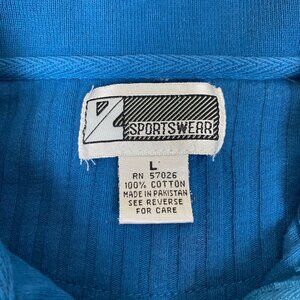 SPORTSWEAR
L
RN 57026
100% COTTON
MADE IN PAKISTAN
SEE REVERSE
FOR CARE